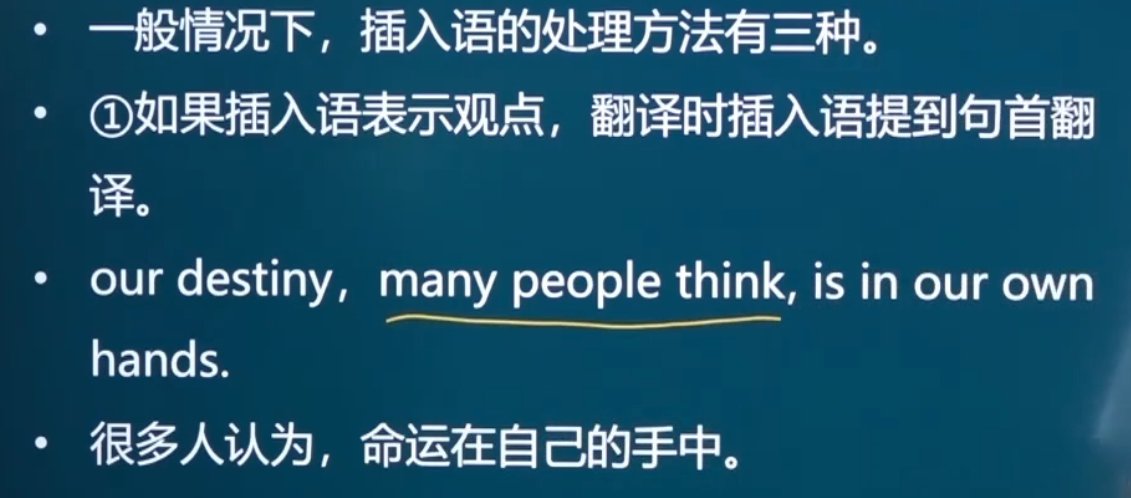 • 一般情况下，插入语的处理方法有三种。
• ①如果插入语表示观点，翻译时插入语提到句首翻
译。
• our destiny，many people think, is in our own
hands.
• 很多人认为，命运在自己的手中。